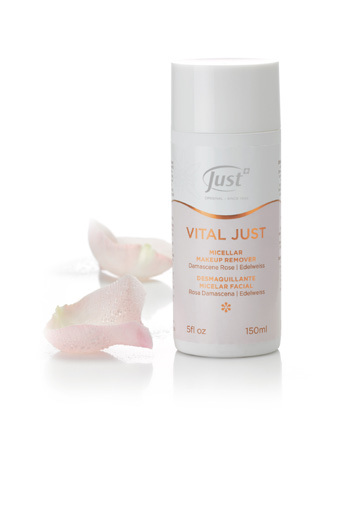 Just
VITAL JUST
MICELLAR
MAKEUP REMOVER
Damascena Rose | Edelweiss
DESMAQUILLANTE
MICELAR FACIAL
Rosa Damascena | Edelweiss
5fl oz 150ml